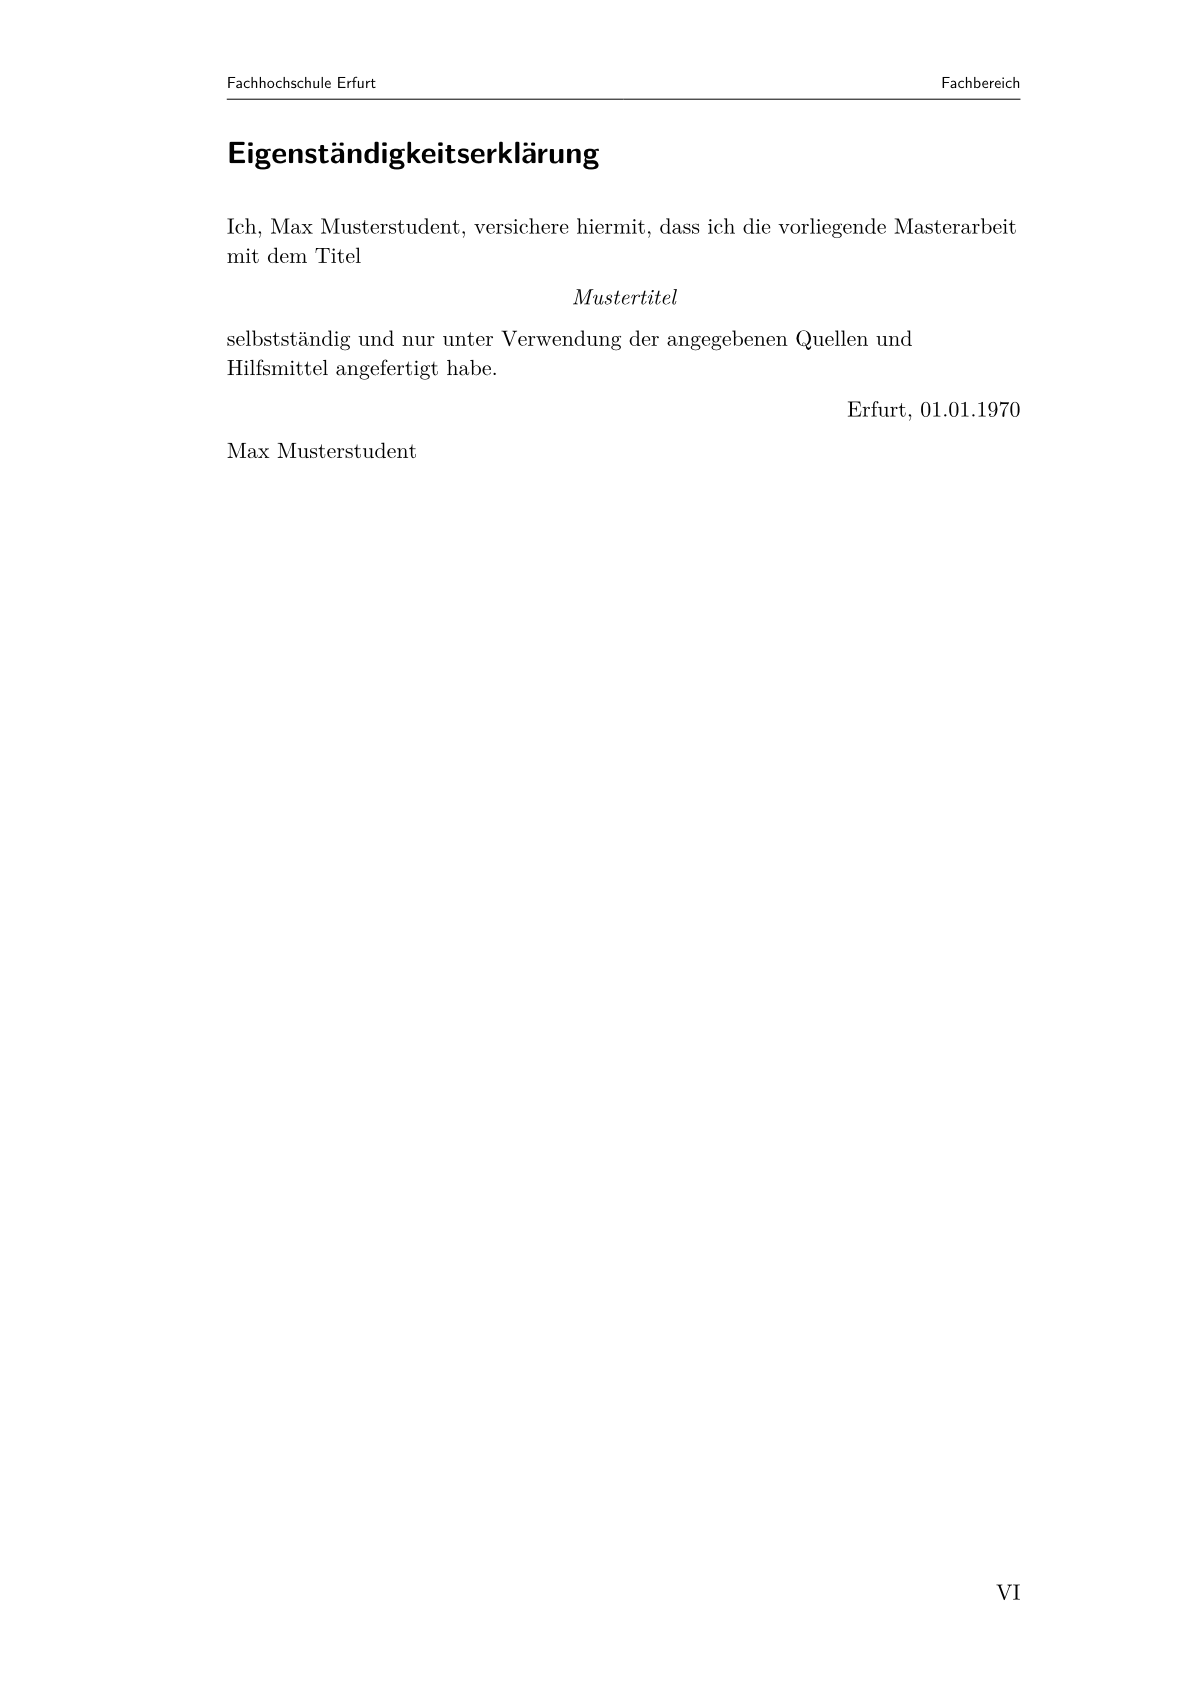 Fachhochschule Erfurt Fachbereich
Eigenständigkeitserklärung
Ich, Max Musterstudent, versichere hiermit, dass ich die vorliegende Masterarbeit
mit dem Titel
Mustertitel
selbstständig und nur unter Verwendung der angegebenen Quellen und
Hilfsmittel angefertigt habe.
Erfurt, 01.01.1970
Max Musterstudent
VI